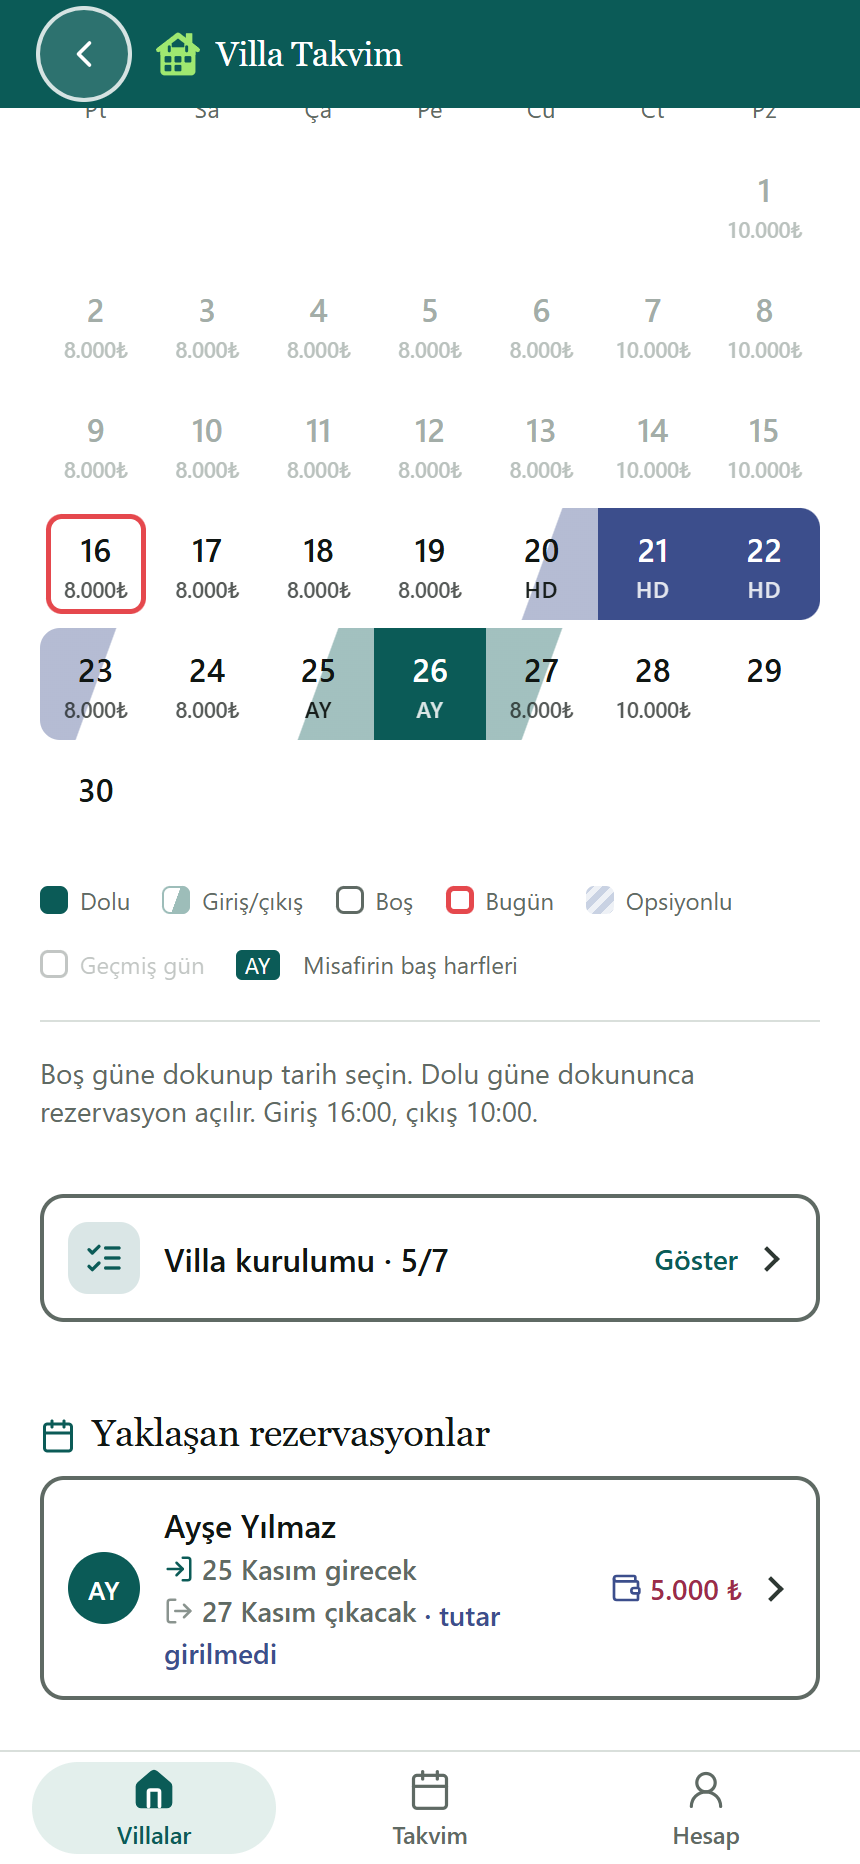 Villa Takvim
Pt Sa Ça Pe Cu Ct Pz
1
10.000₺
2 3 4 5 6 7 8
8.000₺ 8.000₺ 8.000₺ 8.000₺ 8.000₺ 10.000₺ 10.000₺
9 10 11 12 13 14 15
8.000₺ 8.000₺ 8.000₺ 8.000₺ 8.000₺ 10.000₺ 10.000₺
16 17 18 19 20 21 22
8.000₺ 8.000₺ 8.000₺ 8.000₺ HD HD HD
23 24 25 26 27 28 29
8.000₺ 8.000₺ AY AY 8.000₺ 10.000₺
30
Dolu Giriş/çıkış Boş Bugün Opsiyonlu
Geçmiş gün AY Misafirin baş harfleri
Boş güne dokunup tarih seçin. Dolu güne dokununca
rezervasyon açılır. Giriş 16:00, çıkış 10:00.
Villa kurulumu · 5/7 Göster
Yaklaşan rezervasyonlar
Ayşe Yılmaz
25 Kasım girecek
AY 5.000 ₺
27 Kasım çıkacak · tutar
girilmedi
Villalar Takvim Hesap